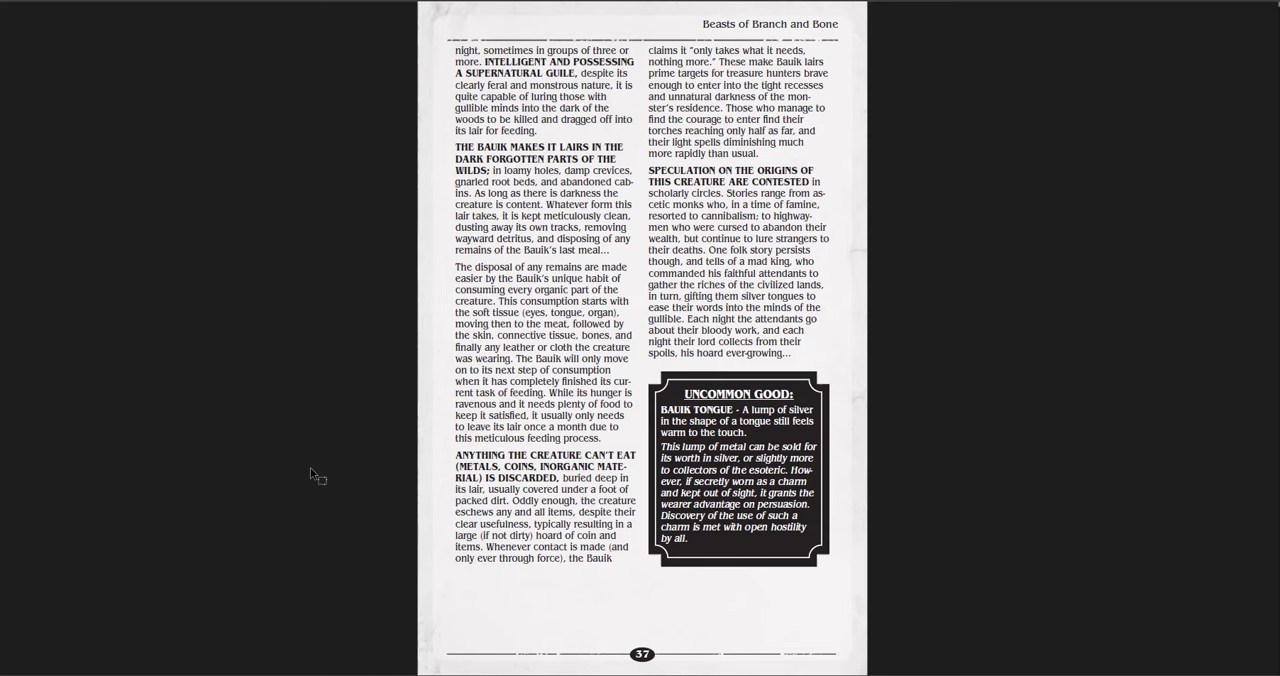 Beasts of Branch and Bone
night, sometimes in groups of three or
more. INTELLIGENT AND POSSESSING
A SUPERNATURAL GUILE, despite its
clearly feral and monstrous nature, it is
quite capable of luring those with
gullible minds into the dark of the
woods to be killed and dragged off into
its lair for feeding.
THE BAUIK MAKES IT LAIRS IN THE
DARK FORGOTTEN PARTS OF THE
WILDS; in loamy holes, damp crevices,
gnarled root beds, and abandoned cab-
ins. As long as there is darkness the
creature is content. Whatever form this
lair takes, it is kept meticulously clean,
dusting away its own tracks, removing
wayward detritus, and disposing of any
remains of the Bauik's last meal...
The disposal of any remains are made
easier by the Bauik's unique habit of
consuming every organic part of the
creature. This consumption starts with
the soft tissue (eyes, tongue, organ),
moving then to the meat, followed by
the skin, connective tissue, bones, and
finally any leather or cloth the creature
was wearing. The Bauik will only move
on to its next step of consumption
when it has completely finished its cur-
rent task of feeding. While its hunger is
ravenous and it needs plenty of food to
keep it satisfied, it usually only needs
to leave its lair once a month due to
this meticulous feeding process.
ANYTHING THE CREATURE CAN'T EAT
(METALS, COINS, INORGANIC MATE-
RIAL) IS DISCARDED, buried deep in
its lair, usually covered under a foot of
packed dirt. Oddly enough, the creature
eschews any and all items, despite their
clear usefulness, typically resulting in a
large (if not dirty) hoard of coin and
items. Whenever contact is made (and
only ever through force), the Bauik
claims it "only takes what it needs,
nothing more." These make Bauik lairs
prime targets for treasure hunters brave
enough to enter into the tight recesses
and unnatural darkness of the mon-
ster's residence. Those who manage to
find the courage to enter find their
torches reaching only half as far, and
their light spells diminishing much
more rapidly than usual.
SPECULATION ON THE ORIGINS OF
THIS CREATURE ARE CONTESTED in
scholarly circles. Stories range from as-
cetic monks who, in a time of famine,
resorted to cannibalism; to highway-
men who were cursed to abandon their
wealth, but continue to lure strangers to
their deaths. One folk story persists
though, and tells of a mad king, who
commanded his faithful attendants to
gather the riches of the civilized lands,
in turn, gifting them silver tongues to
ease their words into the minds of the
gullible. Each night the attendants go
about their bloody work, and each
night their lord collects from their
spoils, his hoard ever-growing...
UNCOMMON GOOD:
BAUIK TONGUE - A lump of silver
in the shape of a tongue still feels
warm to the touch.
This lump of metal can be sold for
its worth in silver, or slightly more
to collectors of the esoteric. How-
ever, if secretly worn as a charm
and kept out of sight, it grants the
wearer advantage on persuasion.
Discovery of the use of such a
charm is met with open hostility
by all.
37